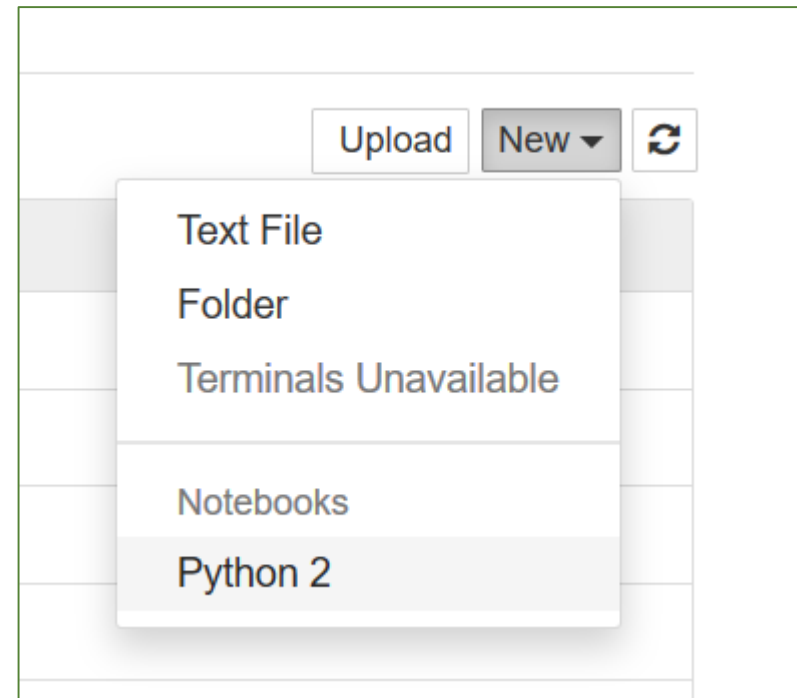 Upload New
Text File
Folder
Terminals Unavailable
Notebooks
Python 2